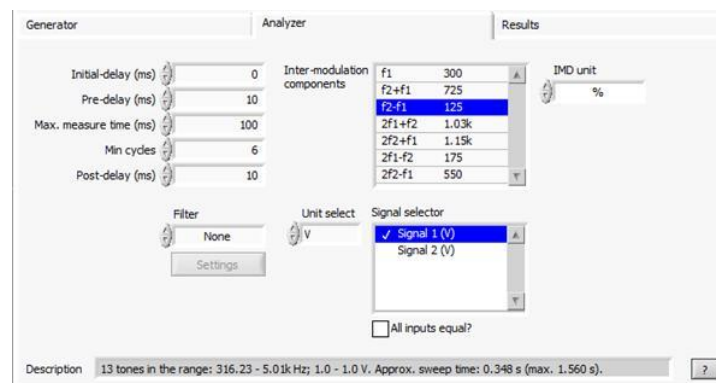 Generator Analyzer Results
Initial-delay (ms) 0
Pre-delay (ms) 10
Max. measure time (ms) 100
Min cycles 6
Post-delay (ms) 10
Inter-modulation components
f1 300
f2+f1 725
f2-f1 125
2f1+f2 1.03k
2f2+f1 1.15k
2f1-f2 175
2f2-f1 550
IMD unit
%
Filter
None
Settings
Unit select
V
Signal selector
✓ Signal 1 (V)
Signal 2 (V)
All inputs equal?
Description 13 tones in the range: 316.23 - 5.01k Hz; 1.0 - 1.0 V. Approx. sweep time: 0.348 s (max. 1.560 s). ?